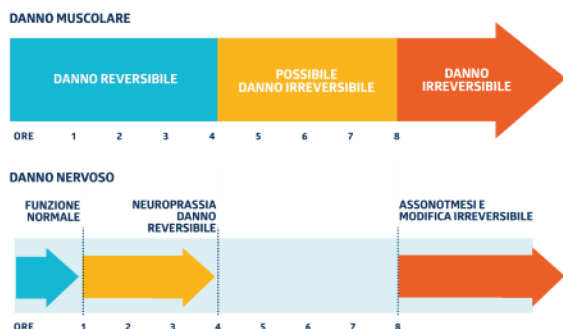 DANNO MUSCOLARE
DANNO REVERSIBILE
POSSIBILE
DANNO IRREVERSIBILE
DANNO
IRREVERSIBILE
ORE 1 2 3 4 5 6 7 8
DANNO NERVOSO
FUNZIONE
NORMALE
NEUROPRASSIA
DANNO
REVERSIBILE
ASSONOTMESI E
MODIFICA IRREVERSIBILE
ORE 1 2 3 4 5 6 7 8